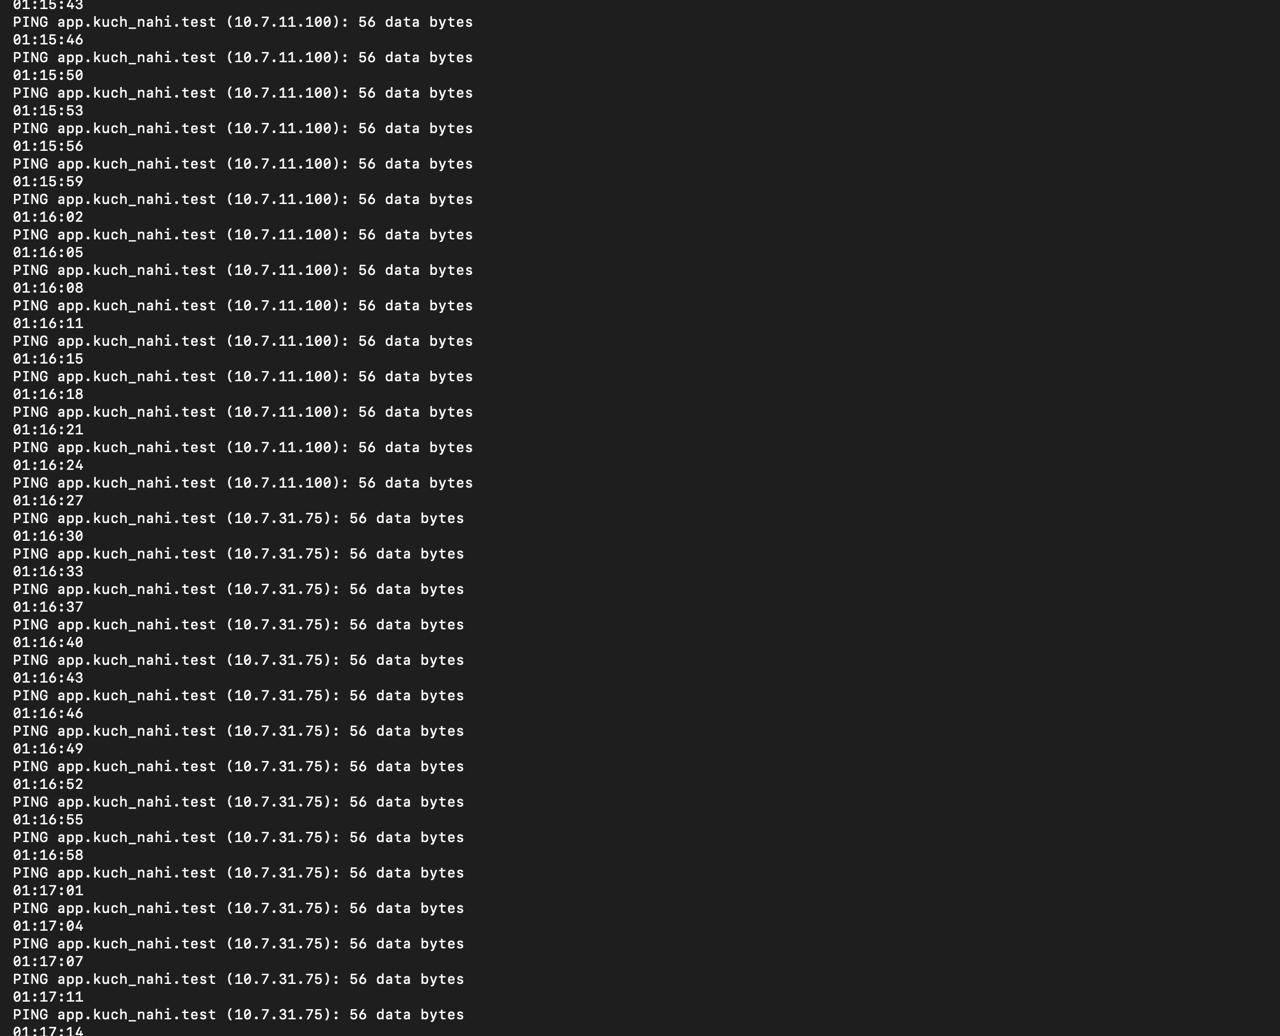 01:15:43
PING app.kuch_nahi.test (10.7.11.100): 56 data bytes
01:15:46
PING app.kuch_nahi.test (10.7.11.100): 56 data bytes
01:15:50
PING app.kuch_nahi.test (10.7.11.100): 56 data bytes
01:15:53
PING app.kuch_nahi.test (10.7.11.100): 56 data bytes
01:15:56
PING app.kuch_nahi.test (10.7.11.100): 56 data bytes
01:15:59
PING app.kuch_nahi.test (10.7.11.100): 56 data bytes
01:16:02
PING app.kuch_nahi.test (10.7.11.100): 56 data bytes
01:16:05
PING app.kuch_nahi.test (10.7.11.100): 56 data bytes
01:16:08
PING app.kuch_nahi.test (10.7.11.100): 56 data bytes
01:16:11
PING app.kuch_nahi.test (10.7.11.100): 56 data bytes
01:16:15
PING app.kuch_nahi.test (10.7.11.100): 56 data bytes
01:16:18
PING app.kuch_nahi.test (10.7.11.100): 56 data bytes
01:16:21
PING app.kuch_nahi.test (10.7.11.100): 56 data bytes
01:16:24
PING app.kuch_nahi.test (10.7.11.100): 56 data bytes
01:16:27
PING app.kuch_nahi.test (10.7.31.75): 56 data bytes
01:16:30
PING app.kuch_nahi.test (10.7.31.75): 56 data bytes
01:16:33
PING app.kuch_nahi.test (10.7.31.75): 56 data bytes
01:16:37
PING app.kuch_nahi.test (10.7.31.75): 56 data bytes
01:16:40
PING app.kuch_nahi.test (10.7.31.75): 56 data bytes
01:16:43
PING app.kuch_nahi.test (10.7.31.75): 56 data bytes
01:16:46
PING app.kuch_nahi.test (10.7.31.75): 56 data bytes
01:16:49
PING app.kuch_nahi.test (10.7.31.75): 56 data bytes
01:16:52
PING app.kuch_nahi.test (10.7.31.75): 56 data bytes
01:16:55
PING app.kuch_nahi.test (10.7.31.75): 56 data bytes
01:16:58
PING app.kuch_nahi.test (10.7.31.75): 56 data bytes
01:17:01
PING app.kuch_nahi.test (10.7.31.75): 56 data bytes
01:17:04
PING app.kuch_nahi.test (10.7.31.75): 56 data bytes
01:17:07
PING app.kuch_nahi.test (10.7.31.75): 56 data bytes
01:17:11
PING app.kuch_nahi.test (10.7.31.75): 56 data bytes
01:17:14